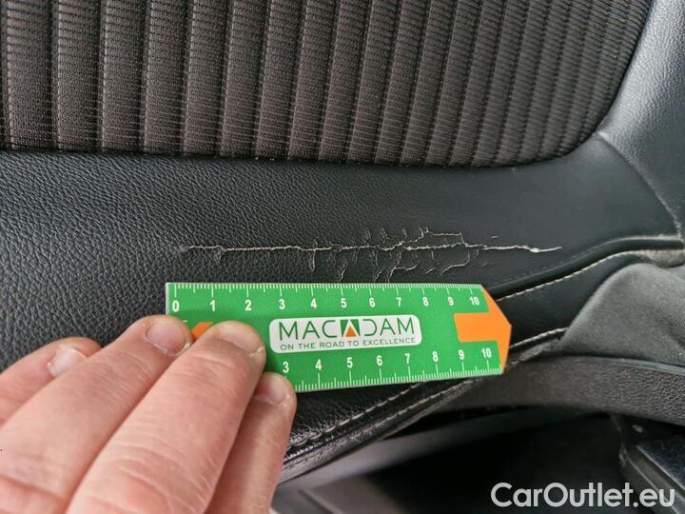 0 1 2 3 4 5 6 7 8 9 10
MACADAM
ON THE ROAD TO EXCELLENCE
3 4 5 6 7 8 9 10
CarOutlet.eu